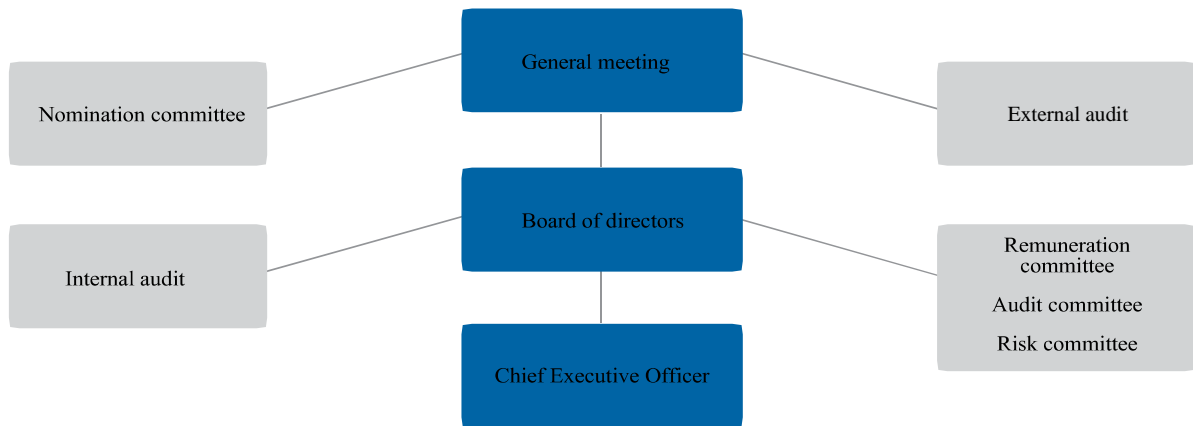 General meeting
Nomination committee
External audit
Board of directors
Internal audit
Remuneration
committee
Audit committee
Risk committee
Chief Executive Officer